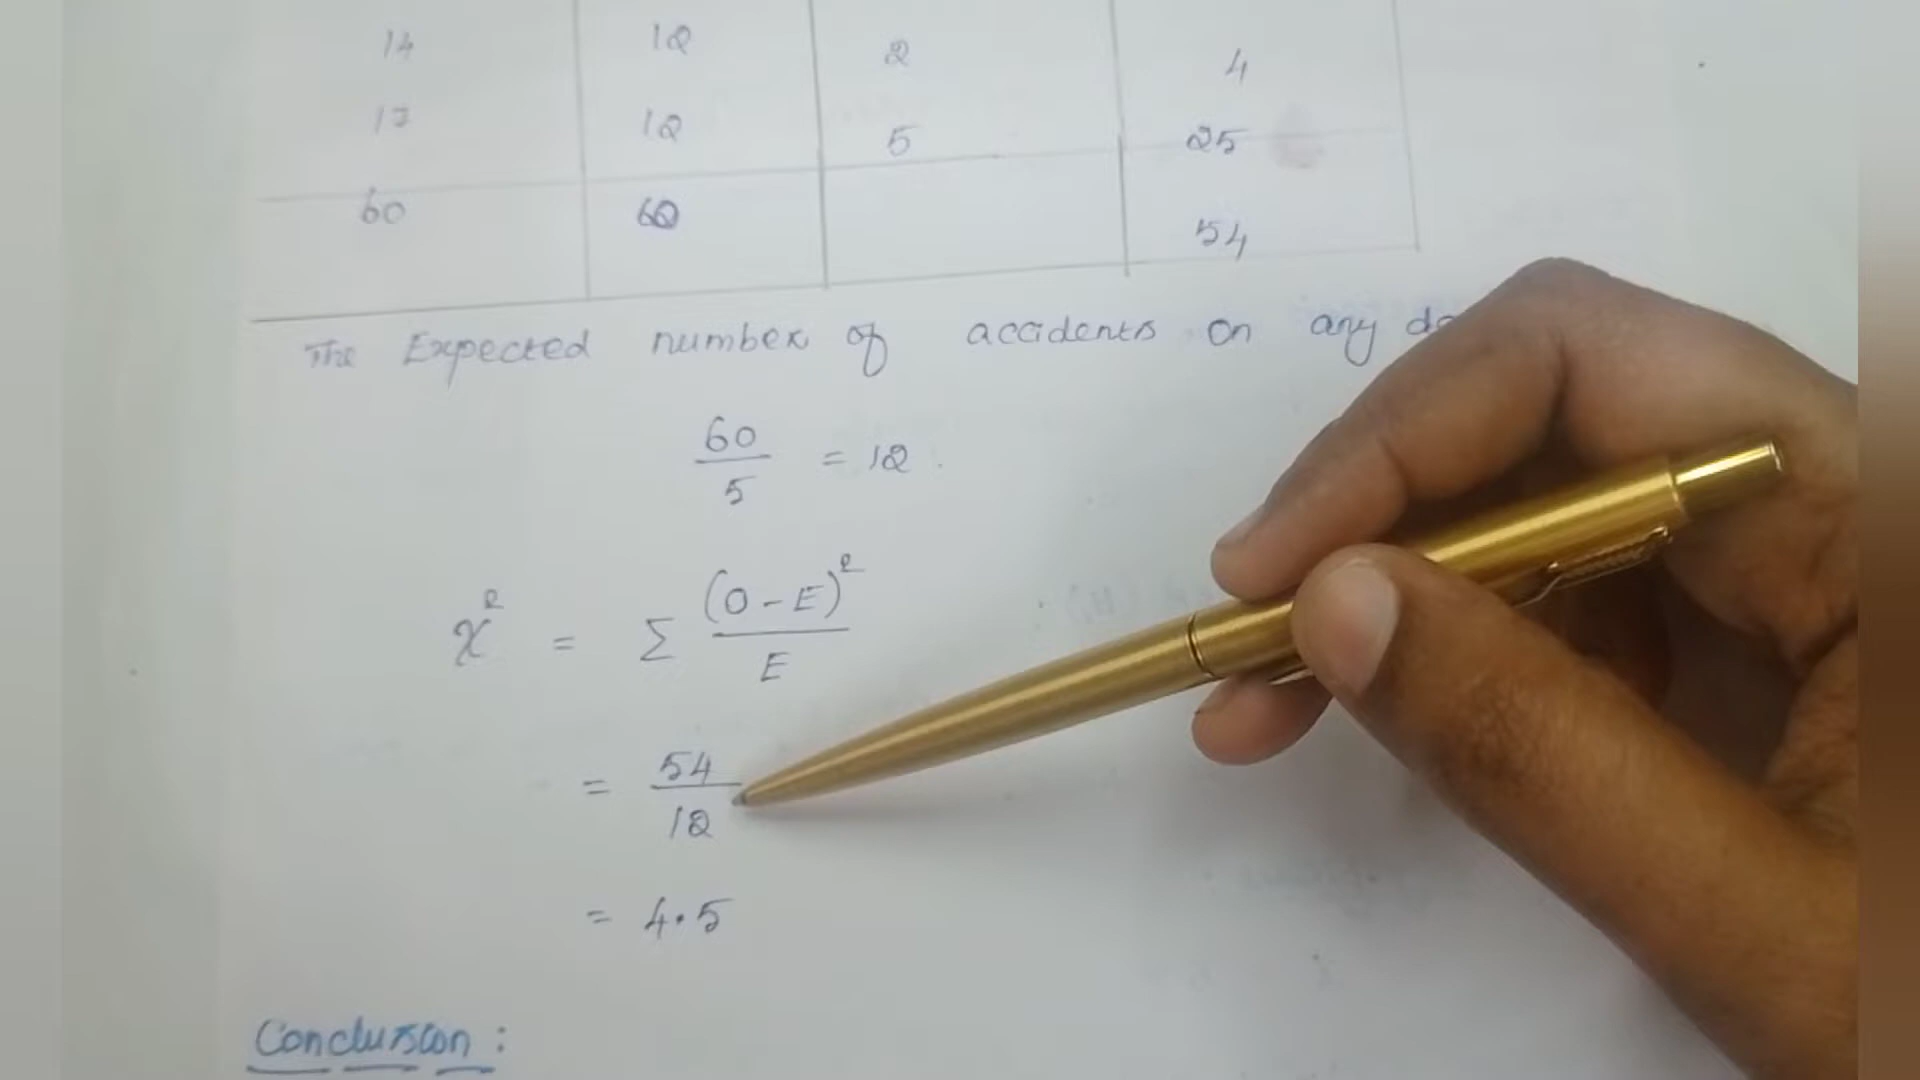 14 12 2 4
17 12 5 25
60 60 54
The Expected number of accidents on any
60/5 = 12.
χ² = Σ (O-E)²/E
= 54/12
= 4.5
Conclusion: